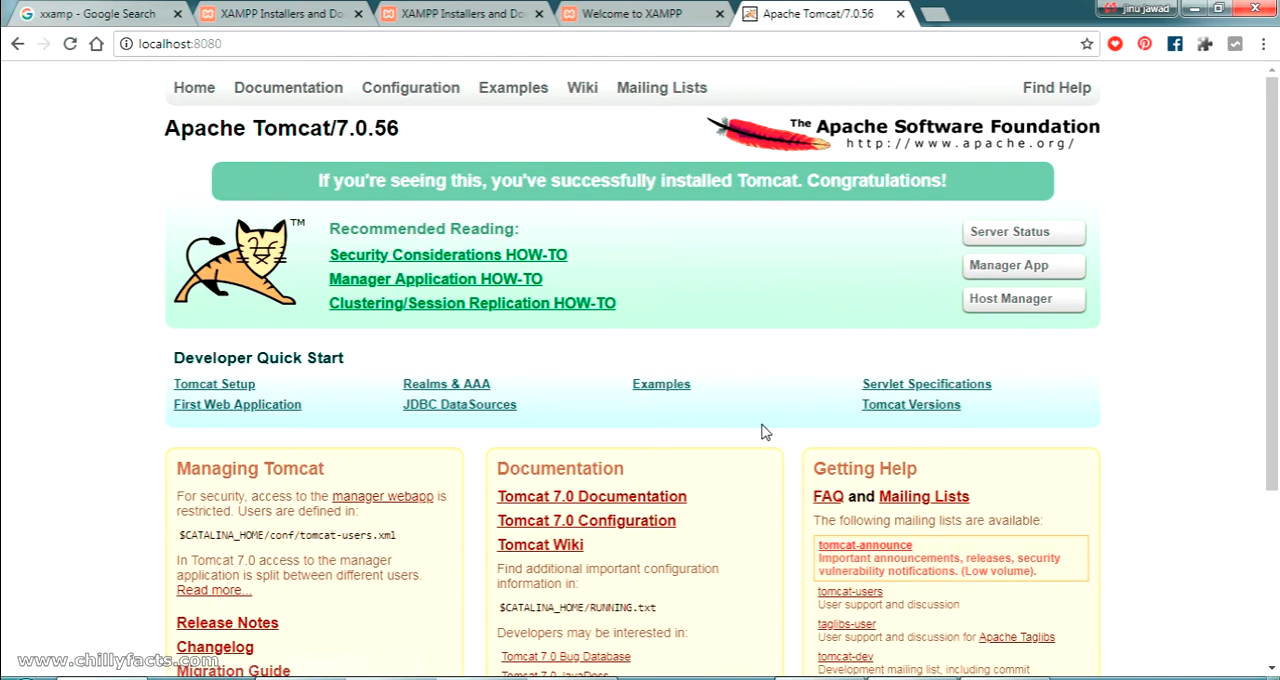 xxamp - Google Search
XAMPP Installers and Do
XAMPP Installers and Do
Welcome to XAMPP
Apache Tomcat/7.0.56
jinu jawad
localhost:8080
Home Documentation Configuration Examples Wiki Mailing Lists Find Help
Apache Tomcat/7.0.56
The Apache Software Foundation
http://www.apache.org/
If you're seeing this, you've successfully installed Tomcat. Congratulations!
TM
Recommended Reading:
Security Considerations HOW-TO
Manager Application HOW-TO
Clustering/Session Replication HOW-TO
Server Status
Manager App
Host Manager
Developer Quick Start
Tomcat Setup
First Web Application
Realms & AAA
JDBC DataSources
Examples
Servlet Specifications
Tomcat Versions
Managing Tomcat
For security, access to the manager webapp is
restricted. Users are defined in:
$CATALINA_HOME/conf/tomcat-users.xml
In Tomcat 7.0 access to the manager
application is split between different users.
Read more...
Release Notes
Changelog
Migration Guide
Documentation
Tomcat 7.0 Documentation
Tomcat 7.0 Configuration
Tomcat Wiki
Find additional important configuration
information in:
$CATALINA_HOME/RUNNING.txt
Developers may be interested in:
Tomcat 7.0 Bug Database
Tomcat 7.0 JavaDocs
Getting Help
FAQ and Mailing Lists
The following mailing lists are available:
tomcat-announce
Important announcements, releases, security
vulnerability notifications. (Low volume).
tomcat-users
User support and discussion
taglibs-user
User support and discussion for Apache Taglibs
tomcat-dev
Development mailing list, including commit
www.chillyfacts.com